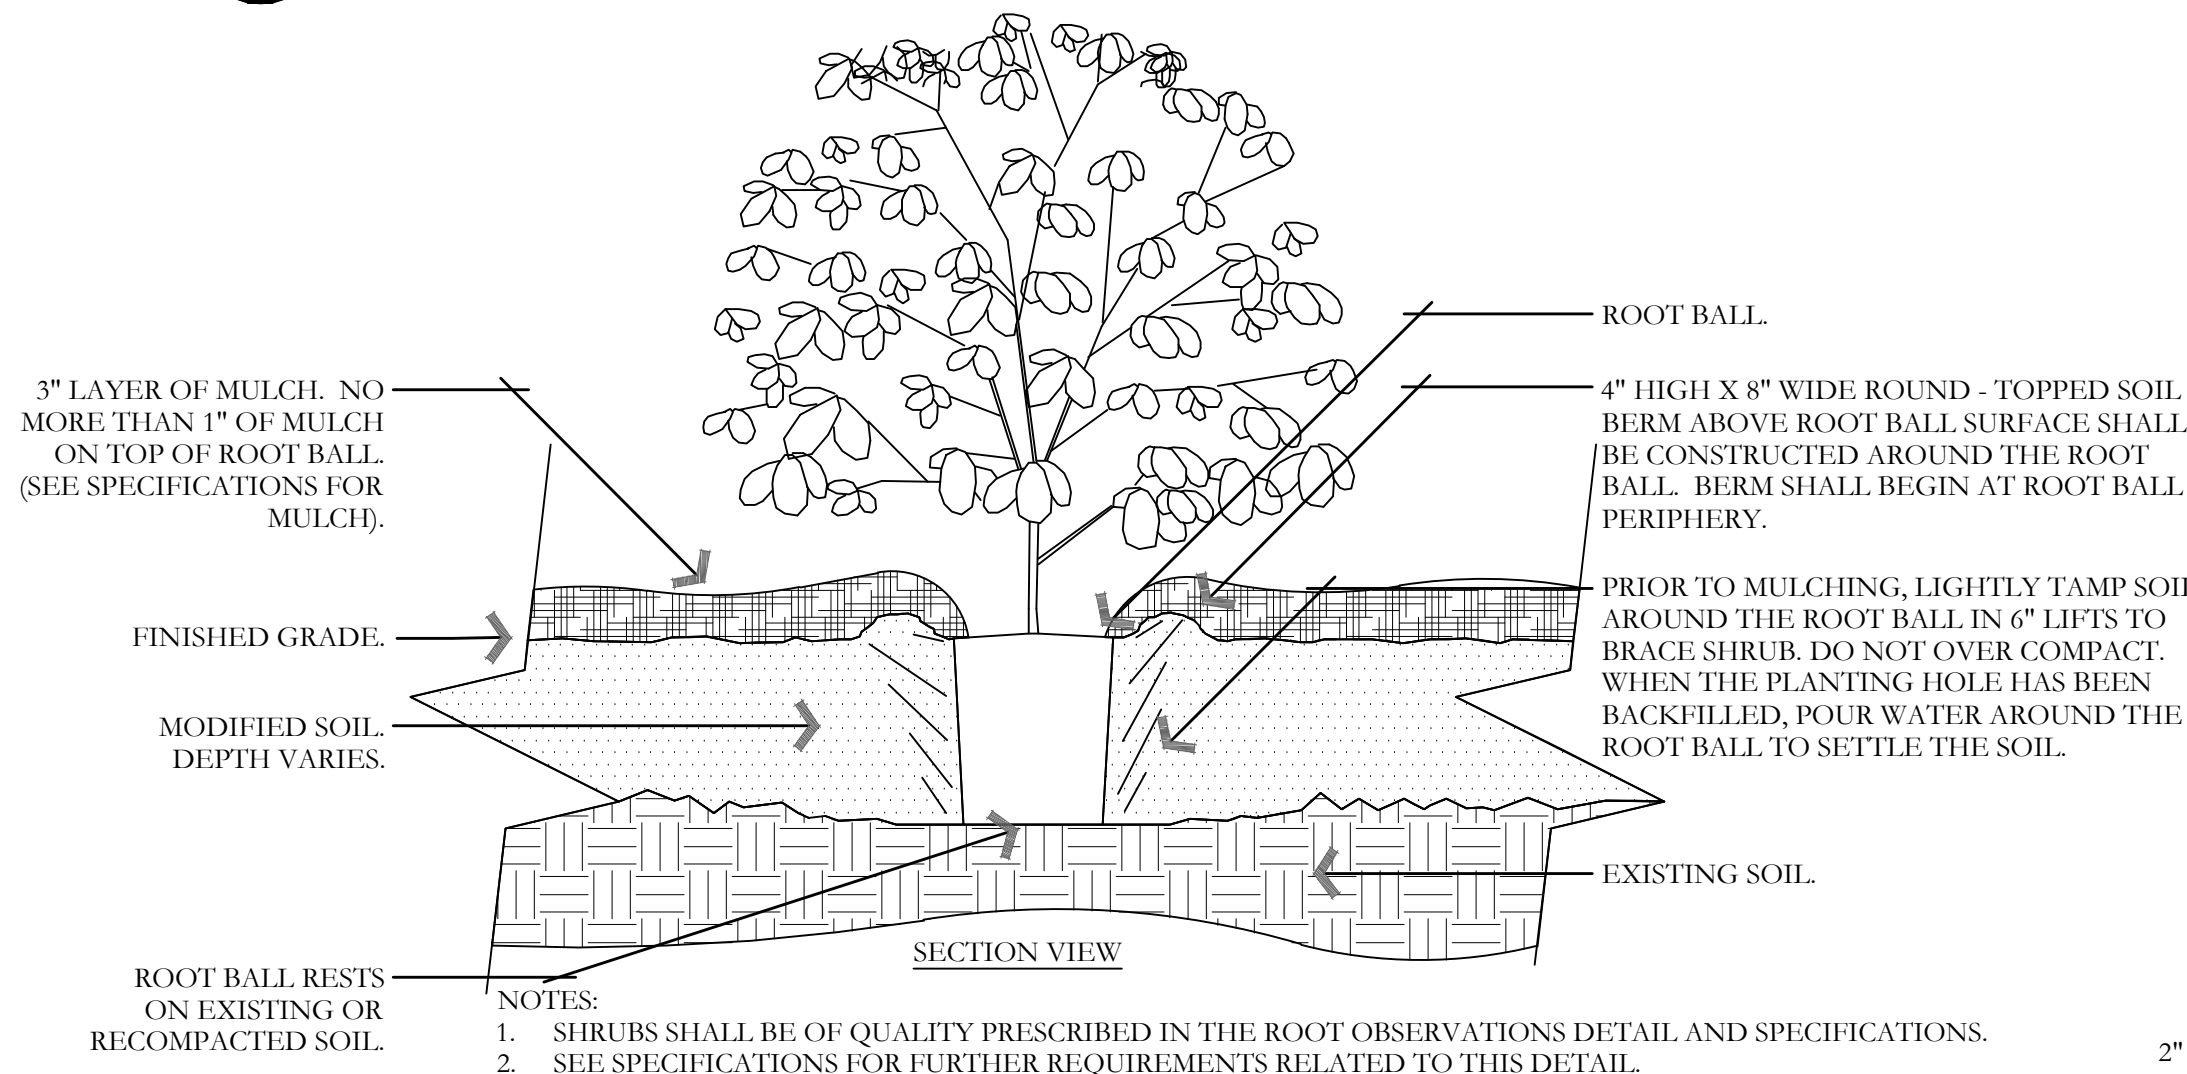 3" LAYER OF MULCH. NO
MORE THAN 1" OF MULCH
ON TOP OF ROOT BALL.
(SEE SPECIFICATIONS FOR
MULCH).
FINISHED GRADE.
MODIFIED SOIL.
DEPTH VARIES.
ROOT BALL RESTS
ON EXISTING OR
RECOMPACTED SOIL.
ROOT BALL.
4" HIGH X 8" WIDE ROUND - TOPPED SOIL
BERM ABOVE ROOT BALL SURFACE SHALL
BE CONSTRUCTED AROUND THE ROOT
BALL. BERM SHALL BEGIN AT ROOT BALL
PERIPHERY.
PRIOR TO MULCHING, LIGHTLY TAMP SOIL
AROUND THE ROOT BALL IN 6" LIFTS TO
BRACE SHRUB. DO NOT OVER COMPACT.
WHEN THE PLANTING HOLE HAS BEEN
BACKFILLED, POUR WATER AROUND THE
ROOT BALL TO SETTLE THE SOIL.
EXISTING SOIL.
SECTION VIEW
NOTES:
1. SHRUBS SHALL BE OF QUALITY PRESCRIBED IN THE ROOT OBSERVATIONS DETAIL AND SPECIFICATIONS.
2. SEE SPECIFICATIONS FOR FURTHER REQUIREMENTS RELATED TO THIS DETAIL.
2"